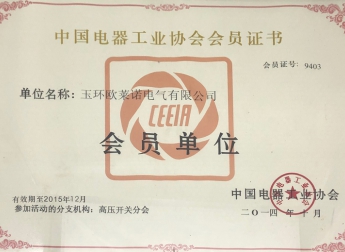 中国电器工业协会会员证书
会员证号: 9403
单位名称: 玉环欧莱诺电气有限公司
CEEIA
会员单位
有效期至2015年12月
参加活动的分支机构: 高压开关分会
中国电器工业协会
二〇一四年十月